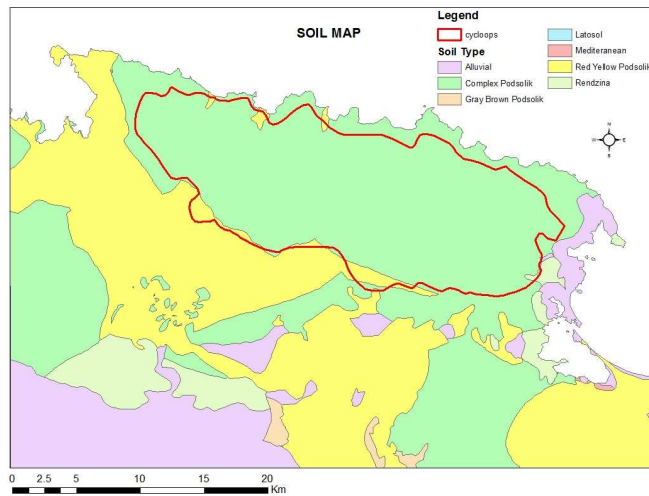 SOIL MAP
Legend
cycloops
Soil Type
Alluvial
Complex Podsolik
Gray Brown Podsolik
Latosol
Mediteranean
Red Yellow Podsolik
Rendzina
N
W E
S
0 2.5 5 10 15 20
Km